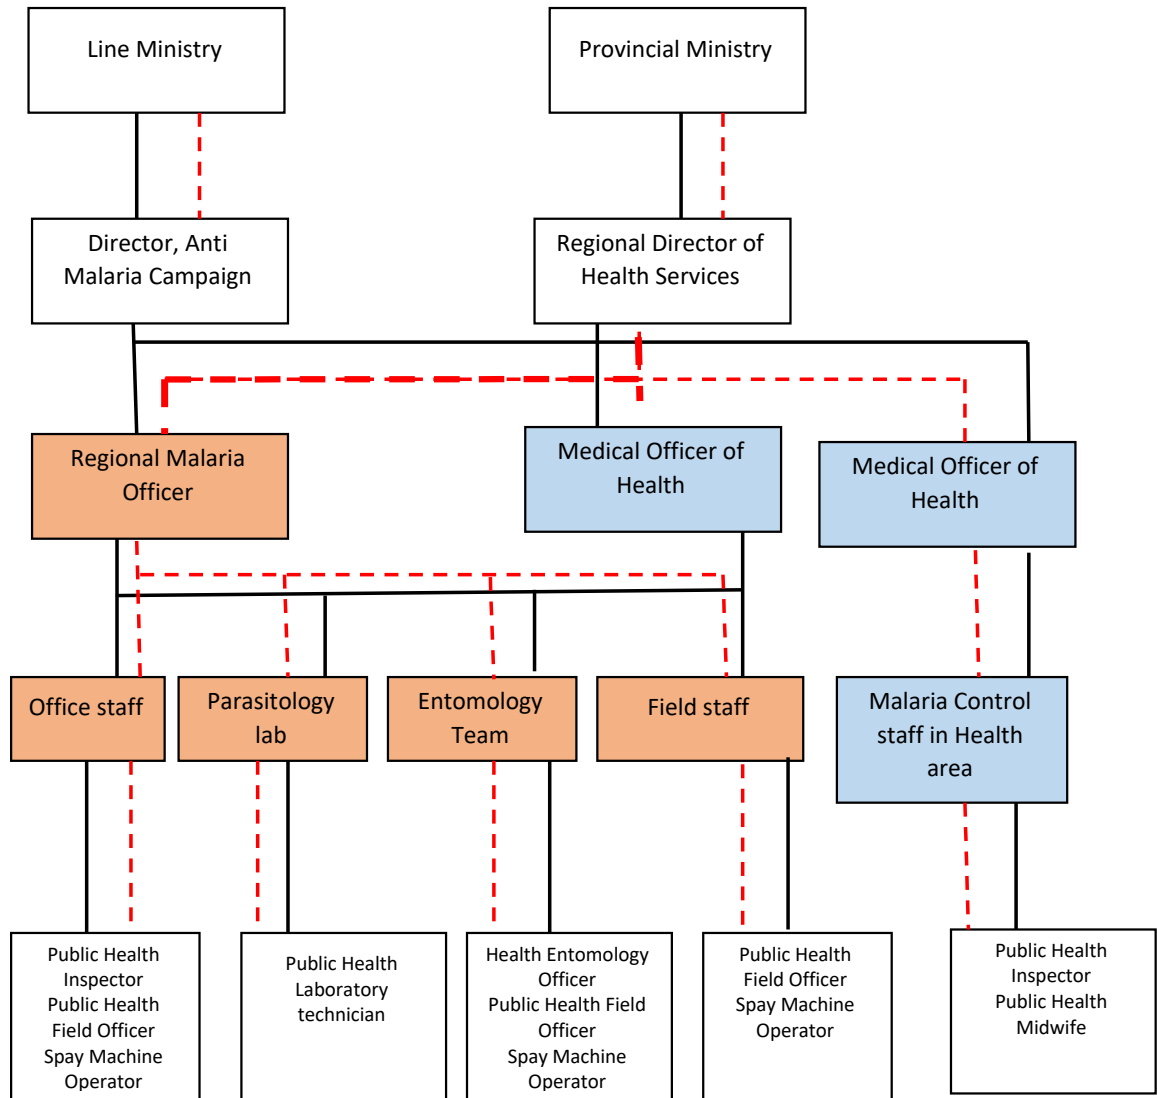 Line Ministry
Provincial Ministry
Director, Anti
Malaria Campaign
Regional Director of
Health Services
Regional Malaria
Officer
Medical Officer of
Health
Medical Officer of
Health
Office staff
Parasitology
lab
Entomology
Team
Field staff
Malaria Control
staff in Health
area
Public Health
Inspector
Public Health
Field Officer
Spay Machine
Operator
Public Health
Laboratory
technician
Health Entomology
Officer
Public Health Field
Officer
Spay Machine
Operator
Public Health
Field Officer
Spay Machine
Operator
Public Health
Inspector
Public Health
Midwife